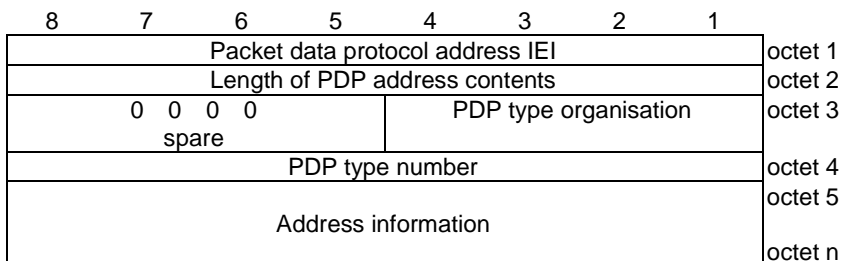 8 7 6 5 4 3 2 1
Packet data protocol address IEI octet 1
Length of PDP address contents octet 2
0 0 0 0 PDP type organisation octet 3
spare
PDP type number octet 4
octet 5
Address information
octet n